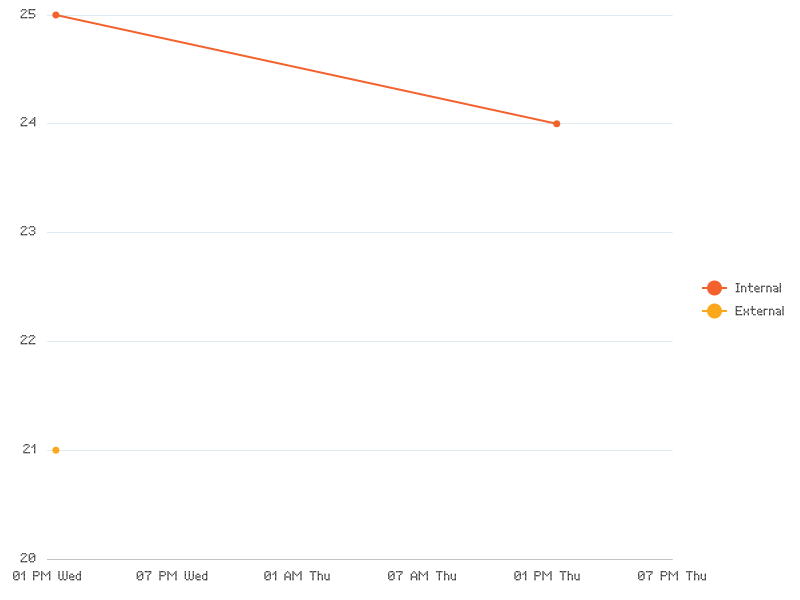 25
24
23
22
21
20
01 PM Wed
07 PM Wed
01 AM Thu
07 AM Thu
01 PM Thu
07 PM Thu
Internal
External